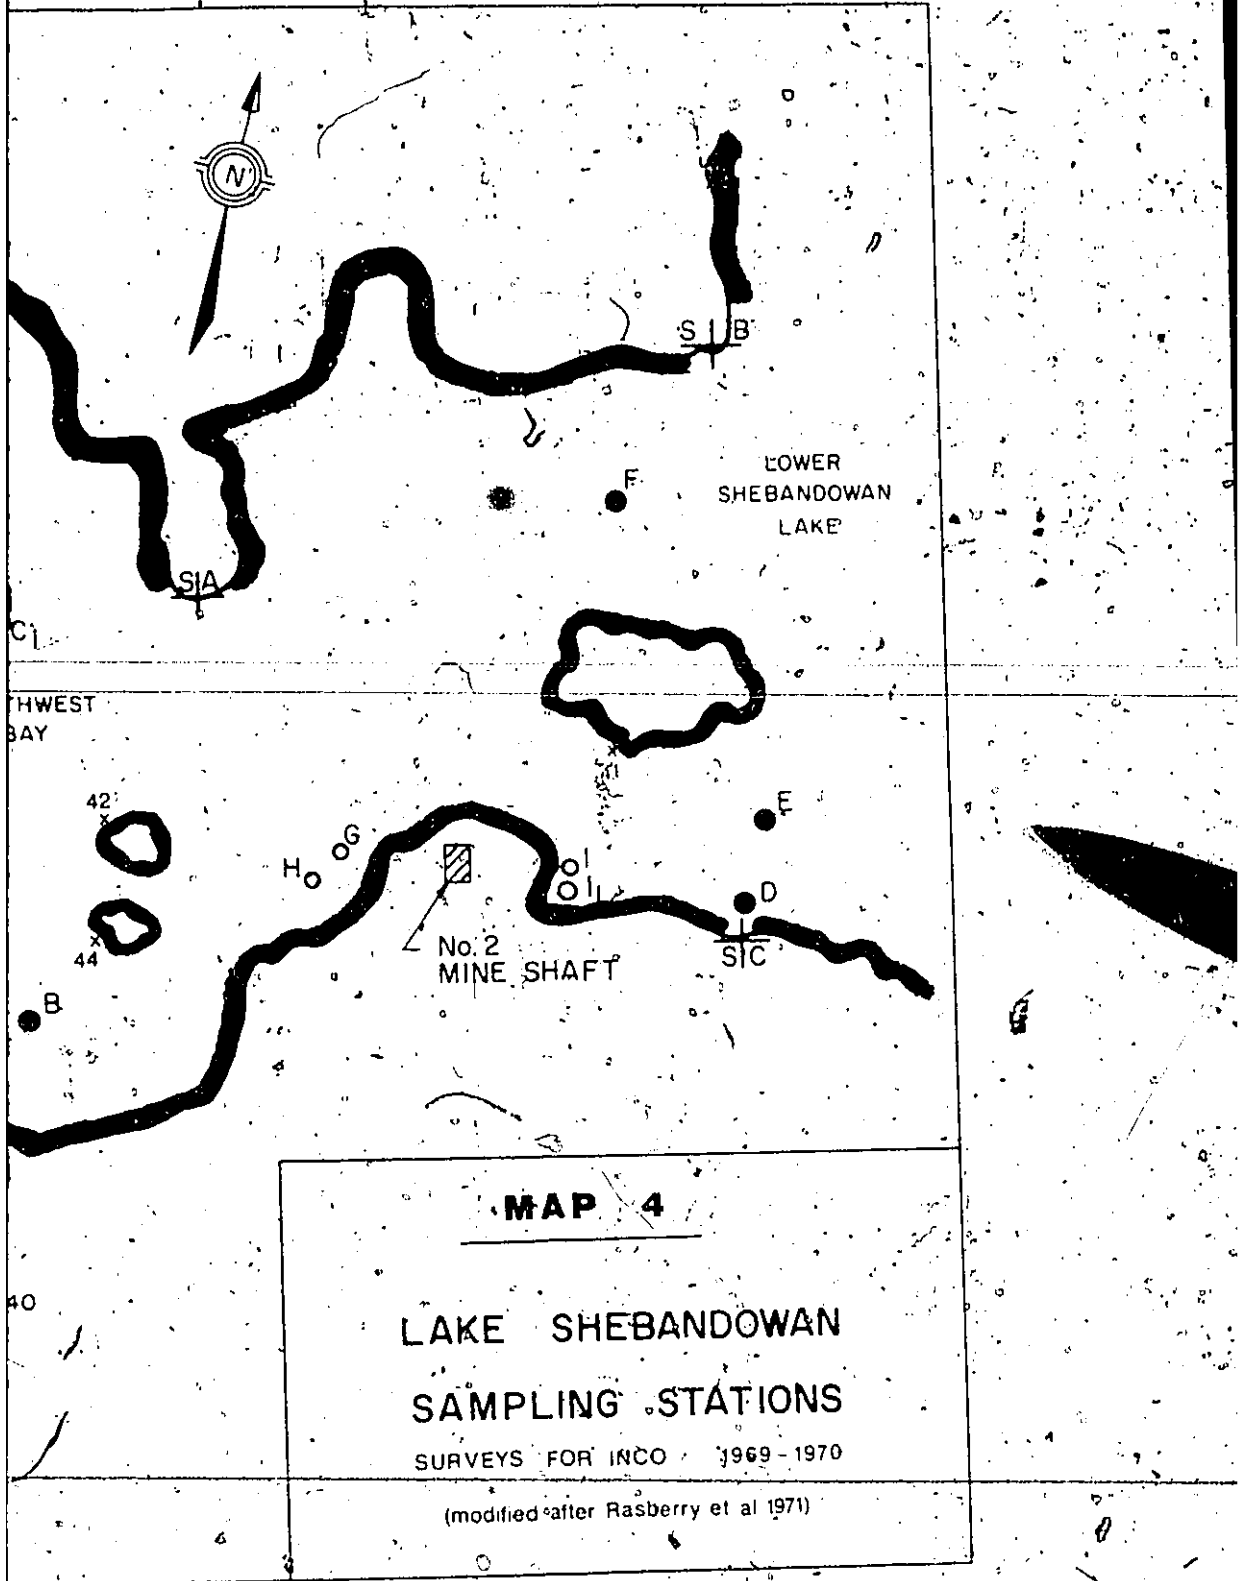 N
S B
F
LOWER
SHEBANDOWAN
LAKE
S A
C
THWEST
BAY
42
E
G
H
I
D
No. 2
MINE SHAFT
S C
44
B
MAP 4
40
LAKE SHEBANDOWAN
SAMPLING STATIONS
SURVEYS FOR INCO 1969-1970
(modified after Rasberry et al 1971)